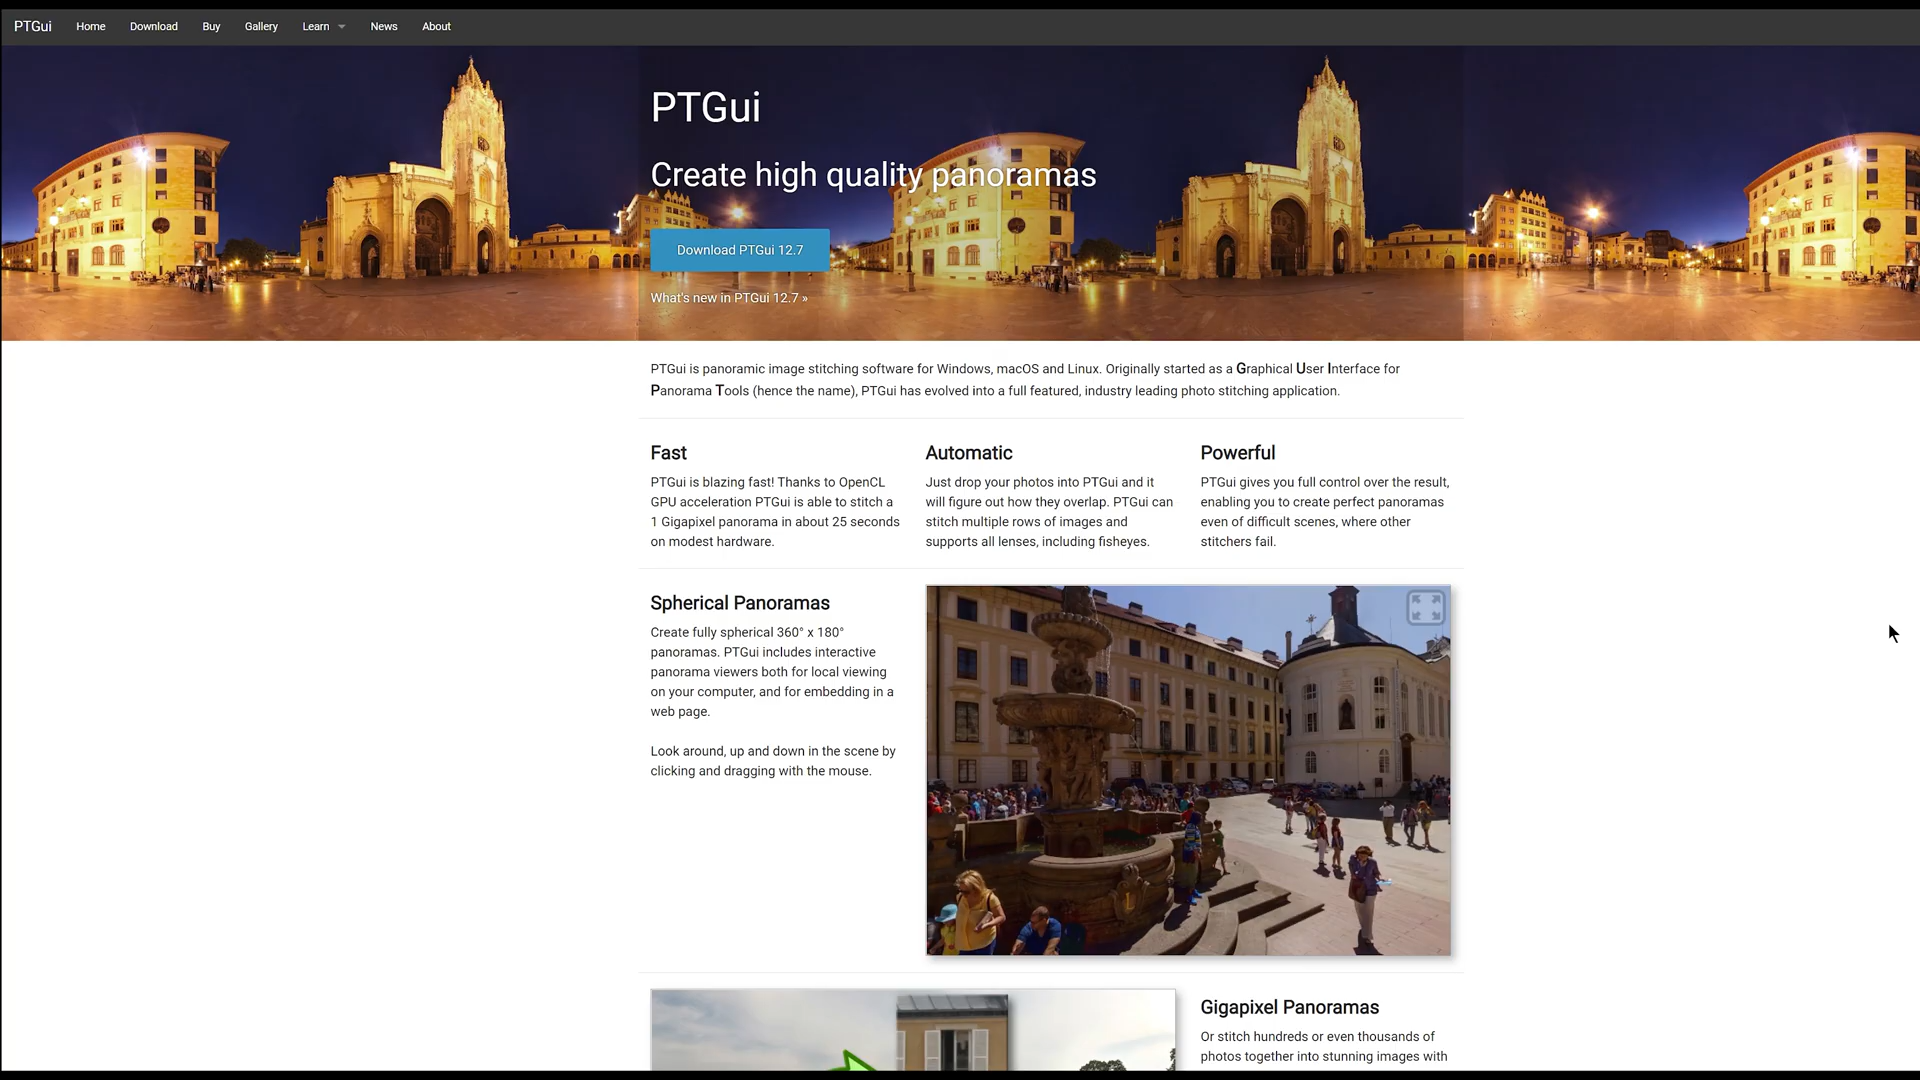 PTGui
Home
Download
Buy
Gallery
Learn
News
About
PTGui
Create high quality panoramas
Download PTGui 12.7
What's new in PTGui 12.7 »
PTGui is panoramic image stitching software for Windows, macOS and Linux. Originally started as a Graphical User Interface for
Panorama Tools (hence the name), PTGui has evolved into a full featured, industry leading photo stitching application.
Fast
PTGui is blazing fast! Thanks to OpenCL
GPU acceleration PTGui is able to stitch a
1 Gigapixel panorama in about 25 seconds
on modest hardware.
Automatic
Just drop your photos into PTGui and it
will figure out how they overlap. PTGui can
stitch multiple rows of images and
supports all lenses, including fisheyes.
Powerful
PTGui gives you full control over the result,
enabling you to create perfect panoramas
even of difficult scenes, where other
stitchers fail.
Spherical Panoramas
Create fully spherical 360° x 180°
panoramas. PTGui includes interactive
panorama viewers both for local viewing
on your computer, and for embedding in a
web page.
Look around, up and down in the scene by
clicking and dragging with the mouse.
Gigapixel Panoramas
Or stitch hundreds or even thousands of
photos together into stunning images with